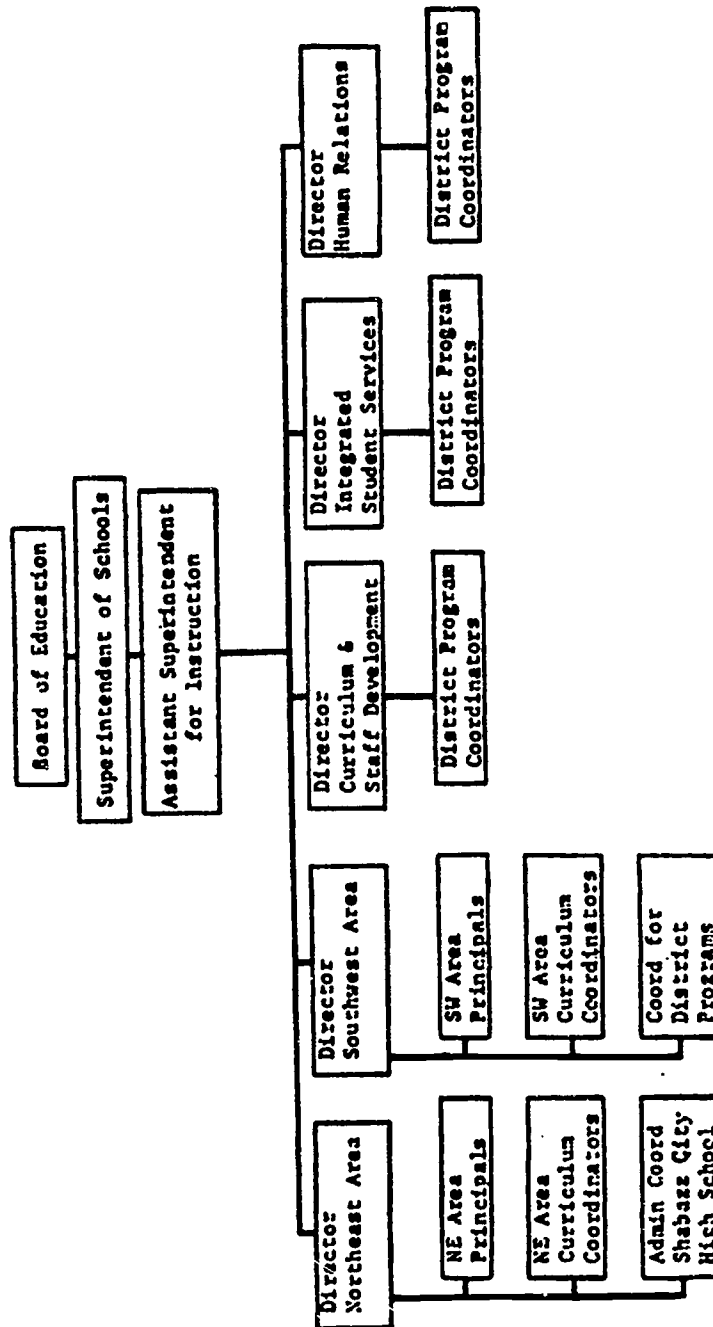 Board of Education
Superintendent of Schools
Assistant Superintendent
for Instruction
Director
Northeast Area
Director
Southwest Area
Director
Curriculum &
Staff Development
Director
Integrated
Student Services
Director
Human Relations
NE Area
Principals
NE Area
Curriculum
Coordinators
Admin Coord
Shabazz City
High School
SW Area
Principals
SW Area
Curriculum
Coordinators
Coord for
District
Programs
District Program
Coordinators
District Program
Coordinators
District Program
Coordinators